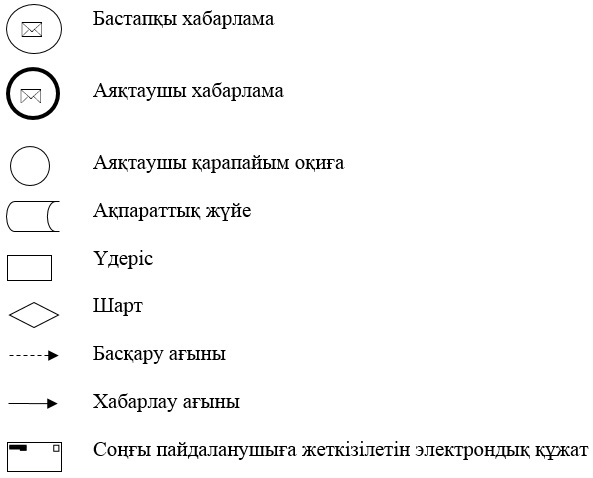 Бастапқы хабарлама
Аяқтаушы хабарлама
Аяқтаушы қарапайым оқиға
Ақпараттық жүйе
Үдеріс
Шарт
Басқару ағыны
Хабарлау ағыны
Соңғы пайдаланушыға жеткізілетін электрондық құжат